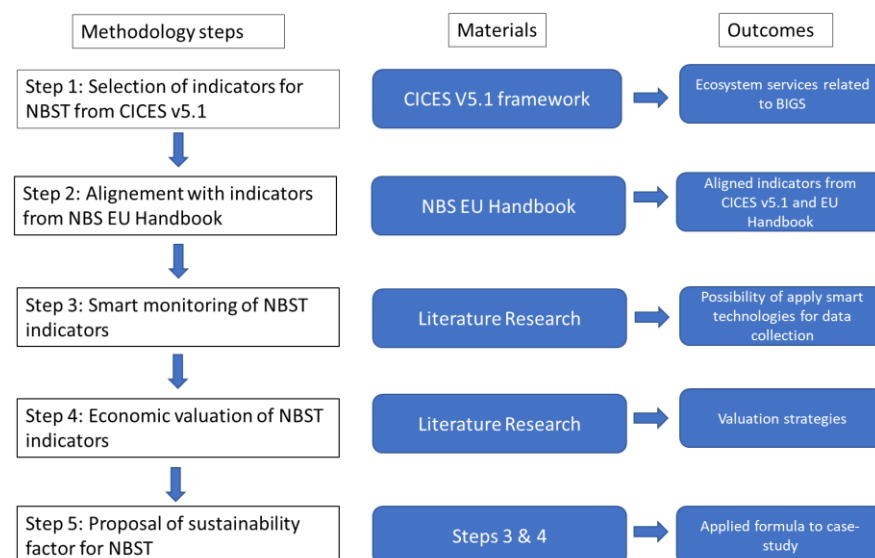 Methodology steps
Materials
Outcomes
Step 1: Selection of indicators for
NBST from CICES v5.1
CICES V5.1 framework
Ecosystem services related
to BIGS
Step 2: Alignement with indicators
from NBS EU Handbook
NBS EU Handbook
Aligned indicators from
CICES v5.1 and EU
Handbook
Step 3: Smart monitoring of NBST
indicators
Literature Research
Possibility of apply smart
technologies for data
collection
Step 4: Economic valuation of NBST
indicators
Literature Research
Valuation strategies
Step 5: Proposal of sustainability
factor for NBST
Steps 3 & 4
Applied formula to case-
study